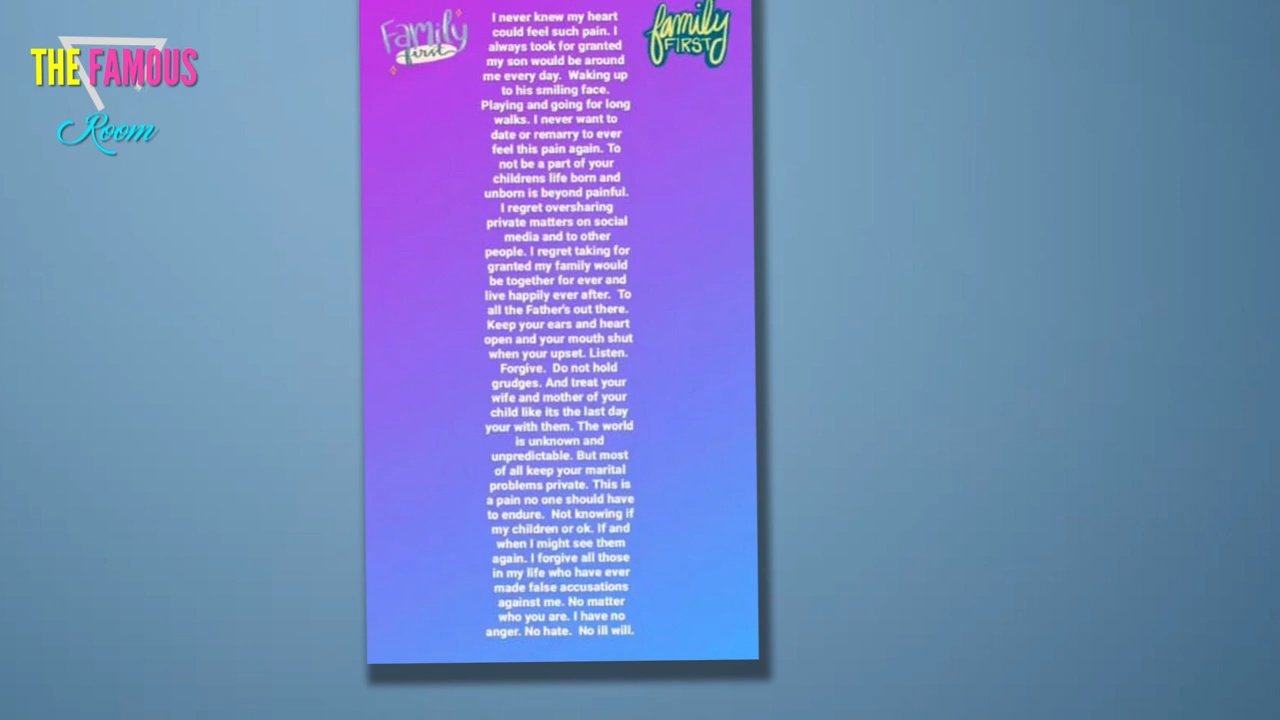 THE FAMOUS
Room
Family
first
family
FIRST
I never knew my heart
could feel such pain. I
always took for granted
my son would be around
me every day.  Waking up
to his smiling face.
Playing and going for long
walks. I never want to
date or remarry to ever
feel this pain again. To
not be a part of your
childrens life born and
unborn is beyond painful.
I regret oversharing
private matters on social
media and to other
people. I regret taking for
granted my family would
be together for ever and
live happily ever after.  To
all the Father's out there.
Keep your ears and heart
open and your mouth shut
when your upset. Listen.
Forgive.  Do not hold
grudges. And treat your
wife and mother of your
child like its the last day
your with them. The world
is unknown and
unpredictable. But most
of all keep your marital
problems private. This is
a pain no one should have
to endure.  Not knowing if
my children or ok. If and
when I might see them
again. I forgive all those
in my life who have ever
made false accusations
against me. No matter
who you are. I have no
anger. No hate.  No ill will.